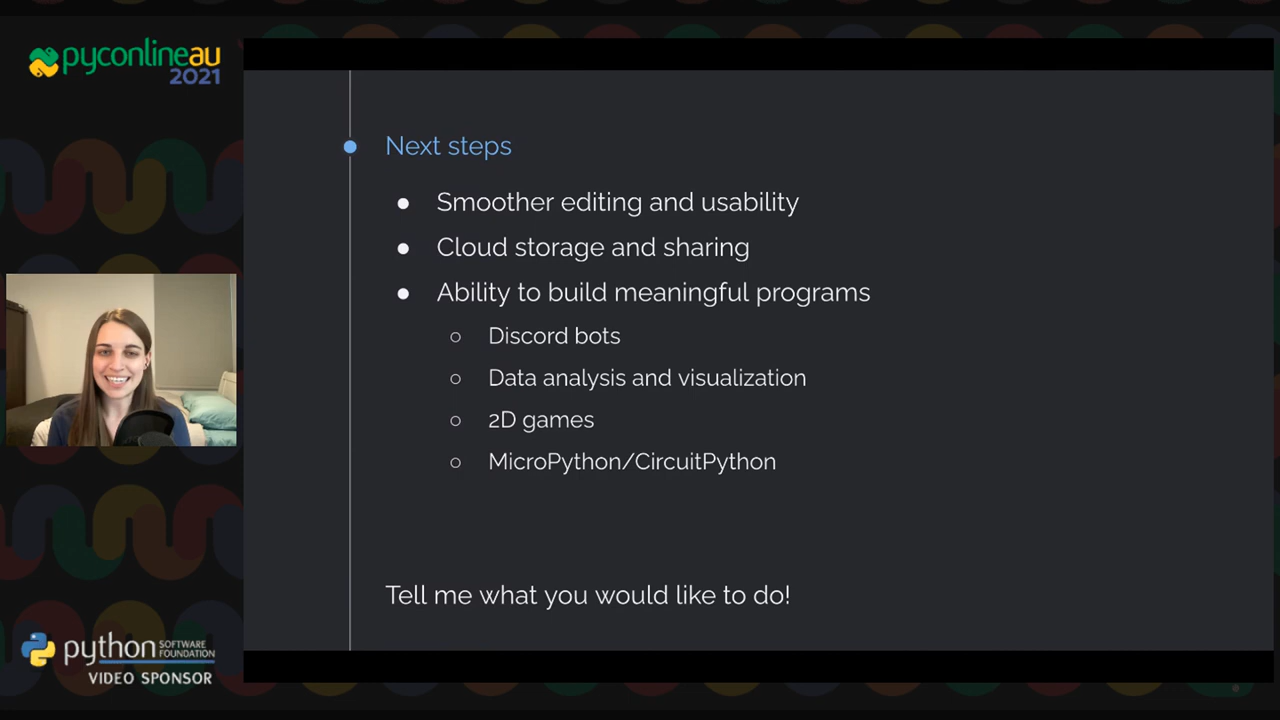 pyconlineau
2021
Next steps
Smoother editing and usability
Cloud storage and sharing
Ability to build meaningful programs
Discord bots
Data analysis and visualization
2D games
MicroPython/CircuitPython
Tell me what you would like to do!
python SOFTWARE FOUNDATION
VIDEO SPONSOR